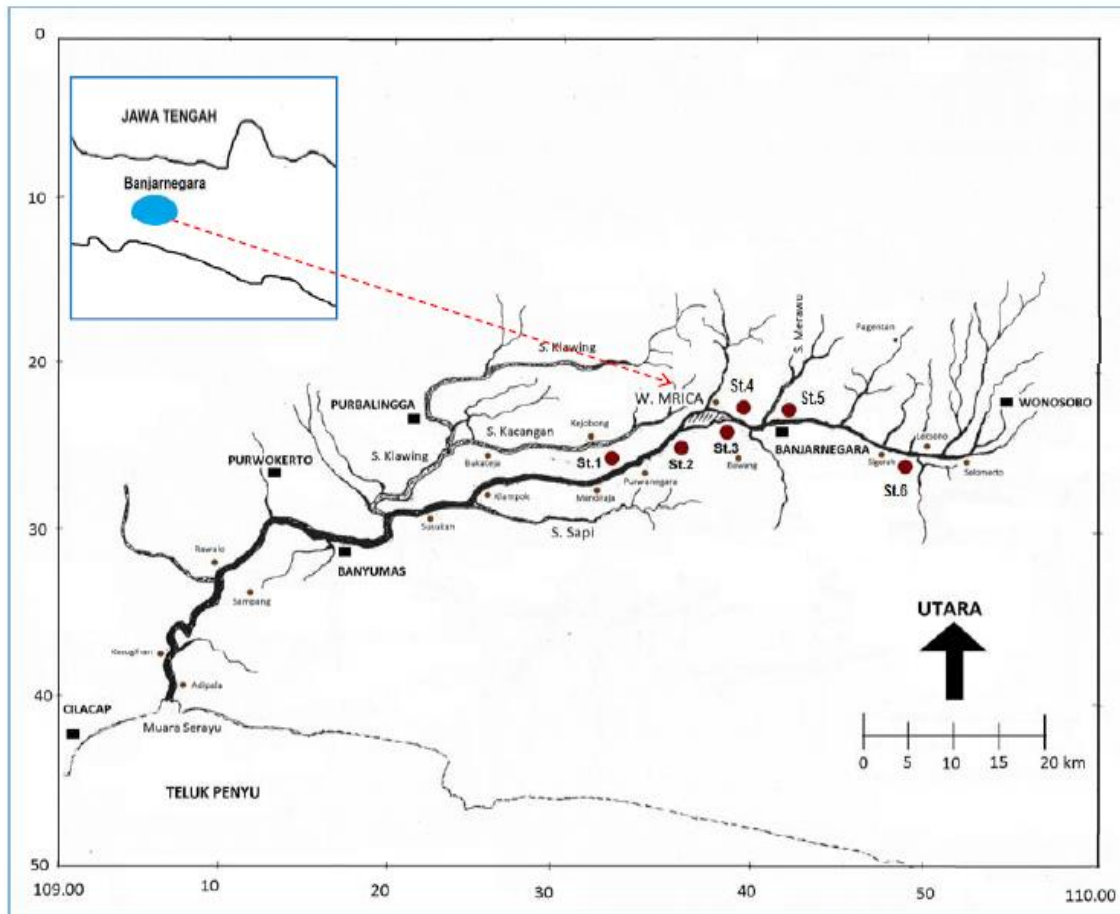 0
JAWA TENGAH
Banjarnegara
10
20
S. Klawing
S. Merawu
Pagentan
W. MRICA
St.4
St.5
WONOSOBO
PURBALINGGA
S. Kacangan
Kejobong
BANJARNEGARA
S. Klawing
Bukateja
St.1
St.2
St.3
Bawang
Sigaluh
Leksono
Selomerto
St.6
PURWOKERTO
Klampok
Mandiraja
Purwanegara
Susukan
S. Sapi
30
BANYUMAS
Rawalo
Sampang
UTARA
Kesugihan
Adipala
40
CILACAP
Muara Serayu
0 5 10 15 20 km
TELUK PENYU
50
109.00 10 20 30 40 50 110.00